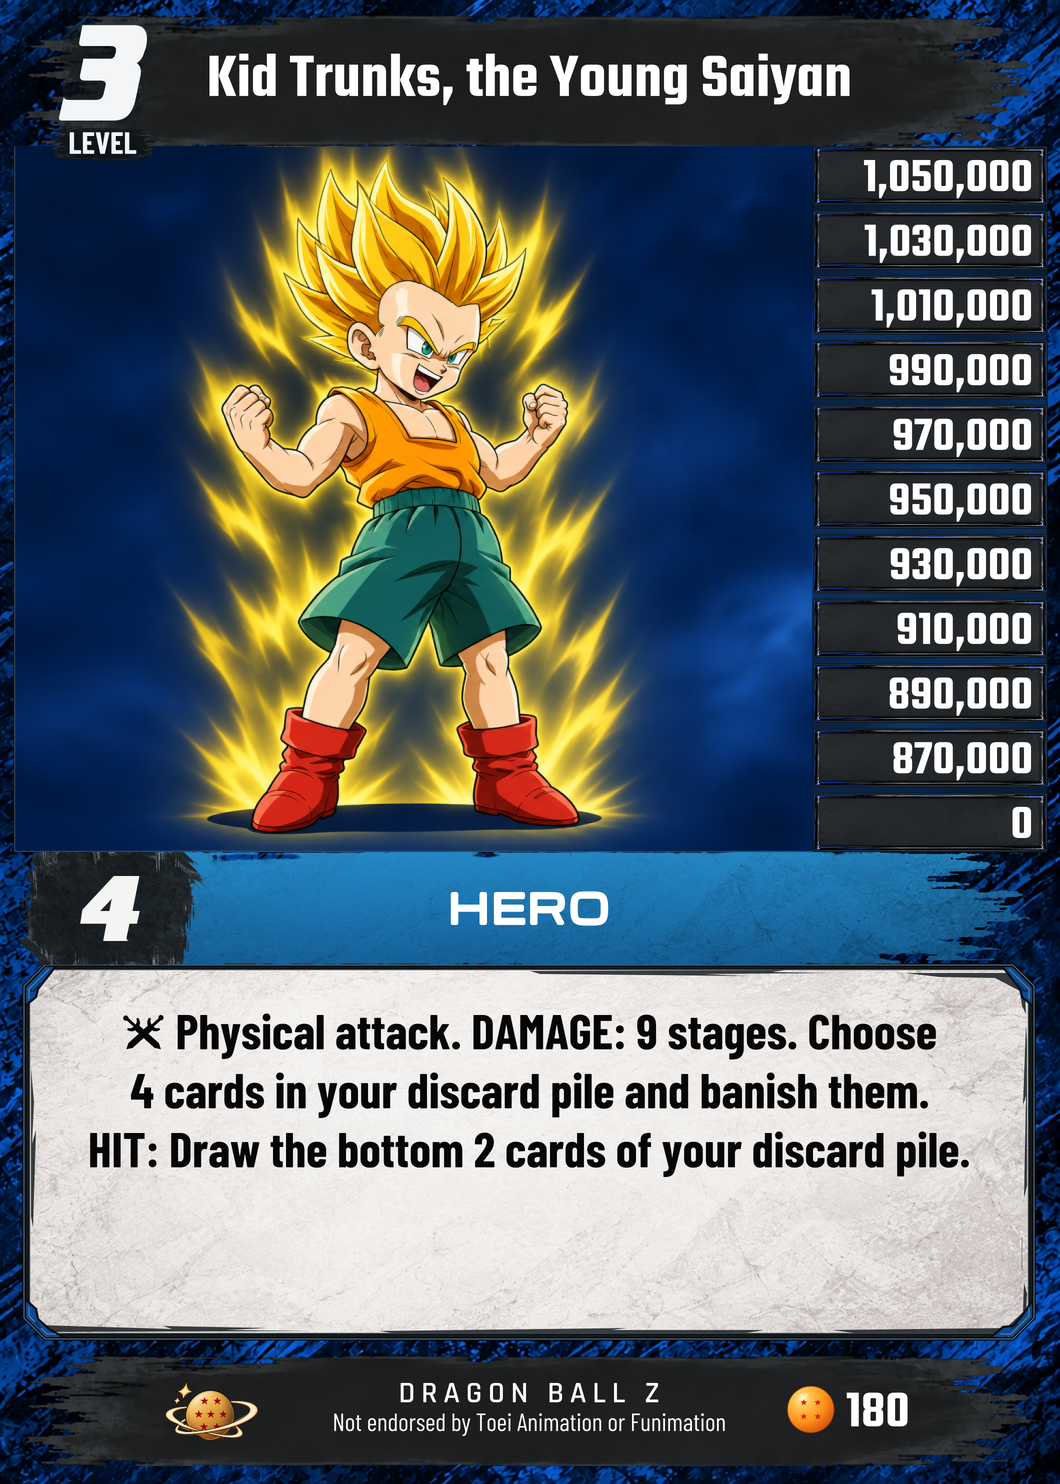 3
LEVEL
Kid Trunks, the Young Saiyan
1,050,000
1,030,000
1,010,000
990,000
970,000
950,000
930,000
910,000
890,000
870,000
0
4
HERO
Physical attack. DAMAGE: 9 stages. Choose
4 cards in your discard pile and banish them.
HIT: Draw the bottom 2 cards of your discard pile.
DRAGON BALL Z
Not endorsed by Toei Animation or Funimation
180